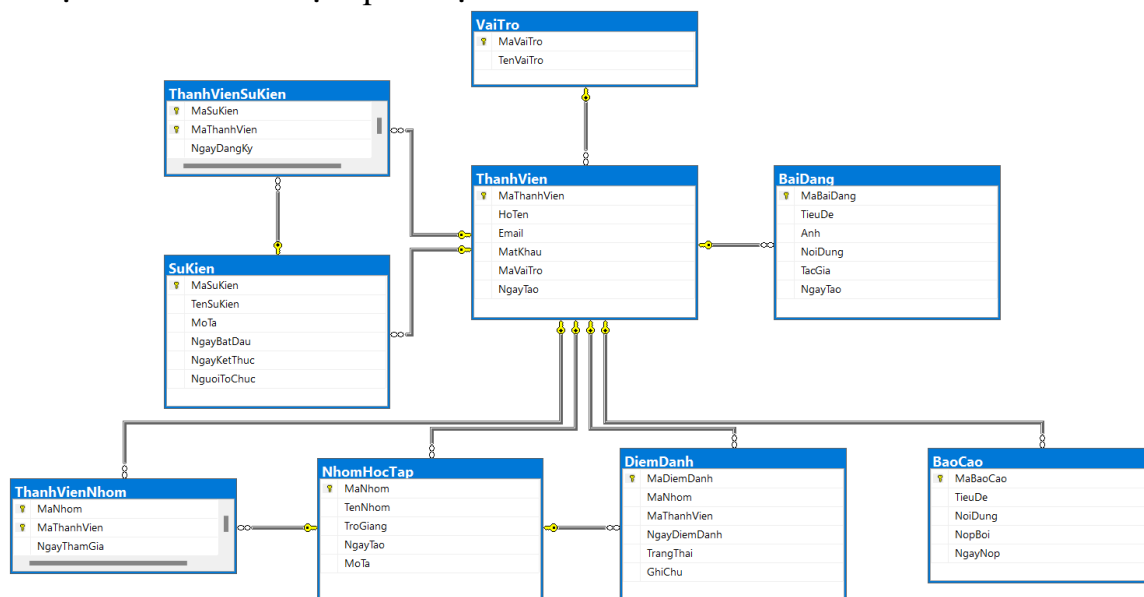 VaiTro
MaVaiTro
TenVaiTro
ThanhVienSuKien
MaSuKien
MaThanhVien
NgayDangKy
ThanhVien
MaThanhVien
HoTen
Email
MatKhau
MaVaiTro
NgayTao
BaiDang
MaBaiDang
TieuDe
Anh
NoiDung
TacGia
NgayTao
SuKien
MaSuKien
TenSuKien
MoTa
NgayBatDau
NgayKetThuc
NguoiToChuc
ThanhVienNhom
MaNhom
MaThanhVien
NgayThamGia
NhomHocTap
MaNhom
TenNhom
TroGiang
NgayTao
MoTa
DiemDanh
MaDiemDanh
MaNhom
MaThanhVien
NgayDiemDanh
TrangThai
GhiChu
BaoCao
MaBaoCao
TieuDe
NoiDung
NopBoi
NgayNop